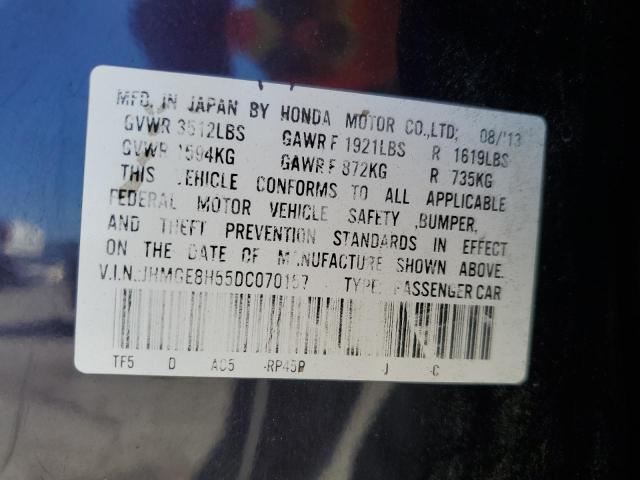 MFD. IN JAPAN BY HONDA MOTOR CO.,LTD; 08/'13
GVWR 3512LBS GAWR F 1921LBS R 1619LBS
GVWR 1594KG GAWR F 872KG R 735KG
THIS VEHICLE CONFORMS TO ALL APPLICABLE
FEDERAL MOTOR VEHICLE SAFETY ,BUMPER,
AND THEFT PREVENTION STANDARDS IN EFFECT
ON THE DATE OF MANUFACTURE SHOWN ABOVE.
V.I.N.:JHMGE8H55DC070157 TYPE: PASSENGER CAR
TF5 D AC5 -RP45P -J -C